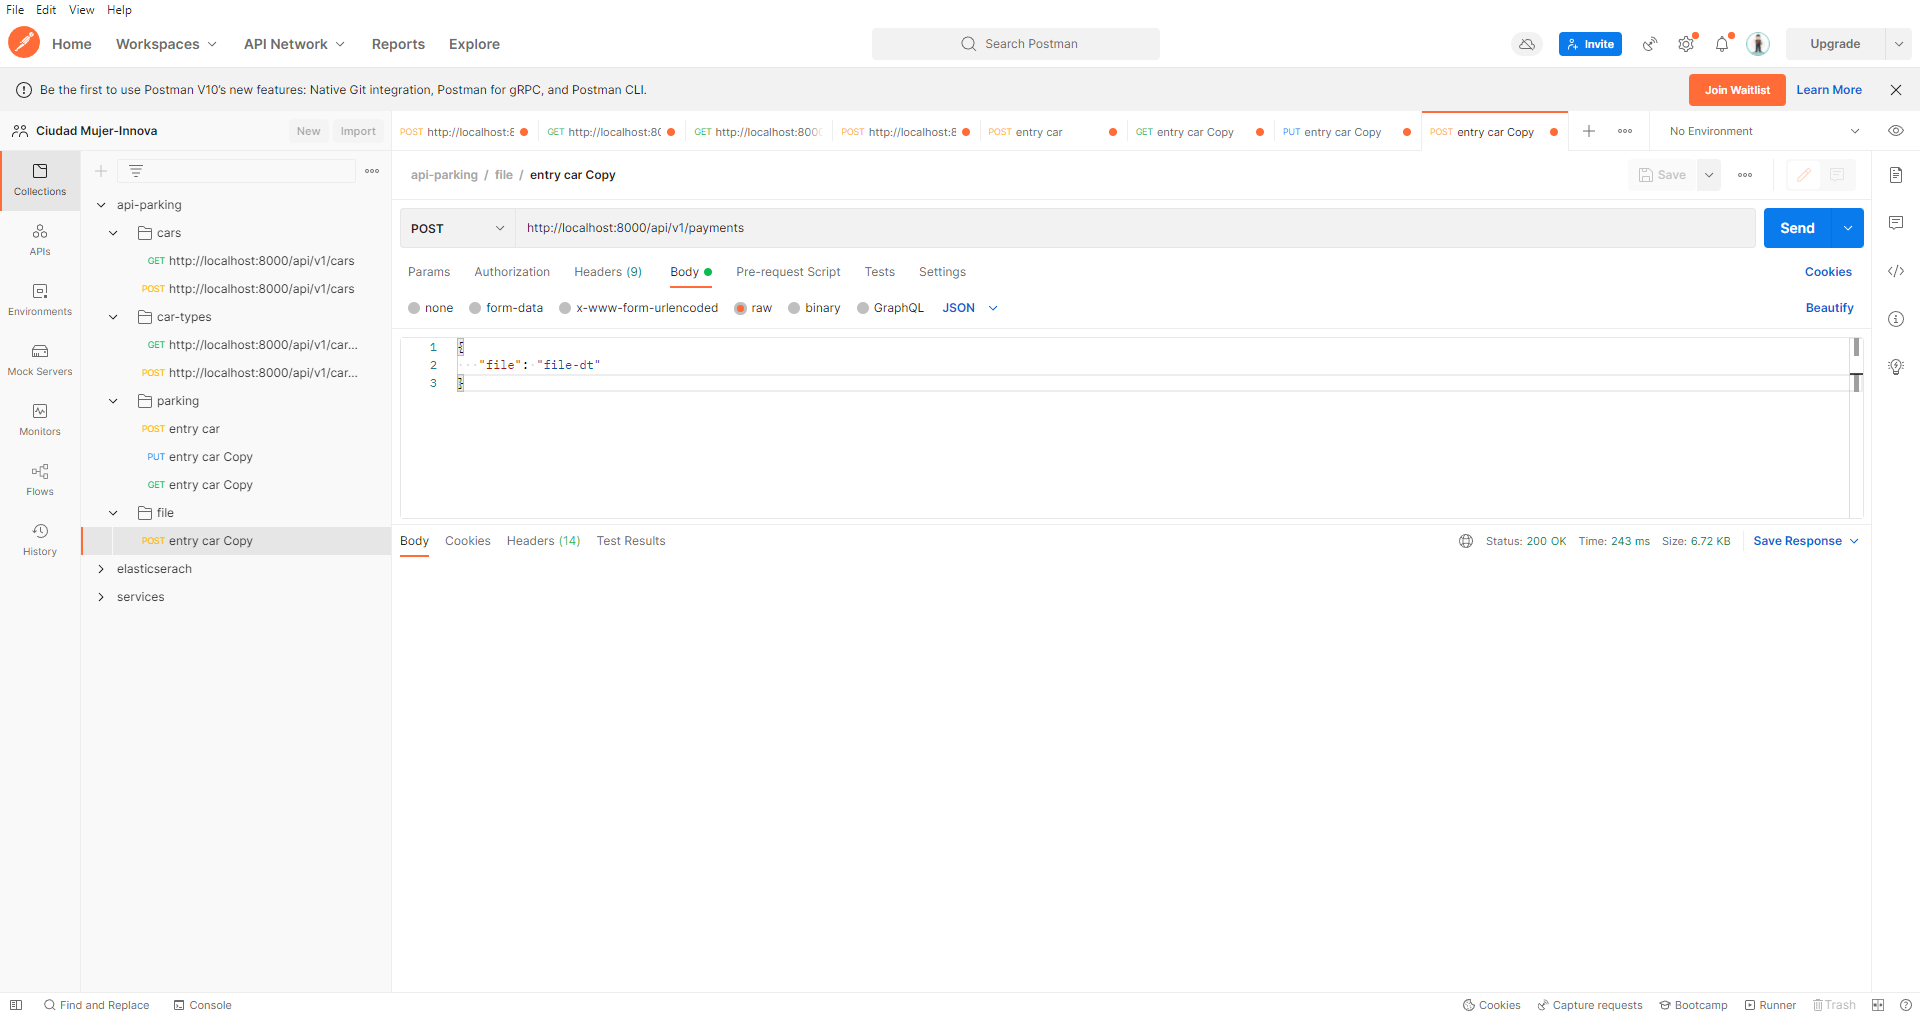 File Edit View Help
Home Workspaces API Network Reports Explore Search Postman Invite Upgrade
Be the first to use Postman V10's new features: Native Git integration, Postman for gRPC, and Postman CLI. Join Waitlist Learn More
Ciudad Mujer-Innova New Import
POST http://localhost:8 GET http://localhost:80 GET http://localhost:800 POST http://localhost:8 POST entry car GET entry car Copy PUT entry car Copy POST entry car Copy No Environment
Collections
APIs
Environments
Mock Servers
Monitors
Flows
History
api-parking
cars
GET http://localhost:8000/api/v1/cars
POST http://localhost:8000/api/v1/cars
car-types
GET http://localhost:8000/api/v1/car...
POST http://localhost:8000/api/v1/car...
parking
POST entry car
PUT entry car Copy
GET entry car Copy
file
POST entry car Copy
elasticserach
services
api-parking / file / entry car Copy Save
POST http://localhost:8000/api/v1/payments Send
Params Authorization Headers (9) Body Pre-request Script Tests Settings Cookies
none form-data x-www-form-urlencoded raw binary GraphQL JSON Beautify
1 {
2 "file": "file-dt"
3 }
Body Cookies Headers (14) Test Results Status: 200 OK Time: 243 ms Size: 6.72 KB Save Response
Find and Replace Console Cookies Capture requests Bootcamp Runner Trash